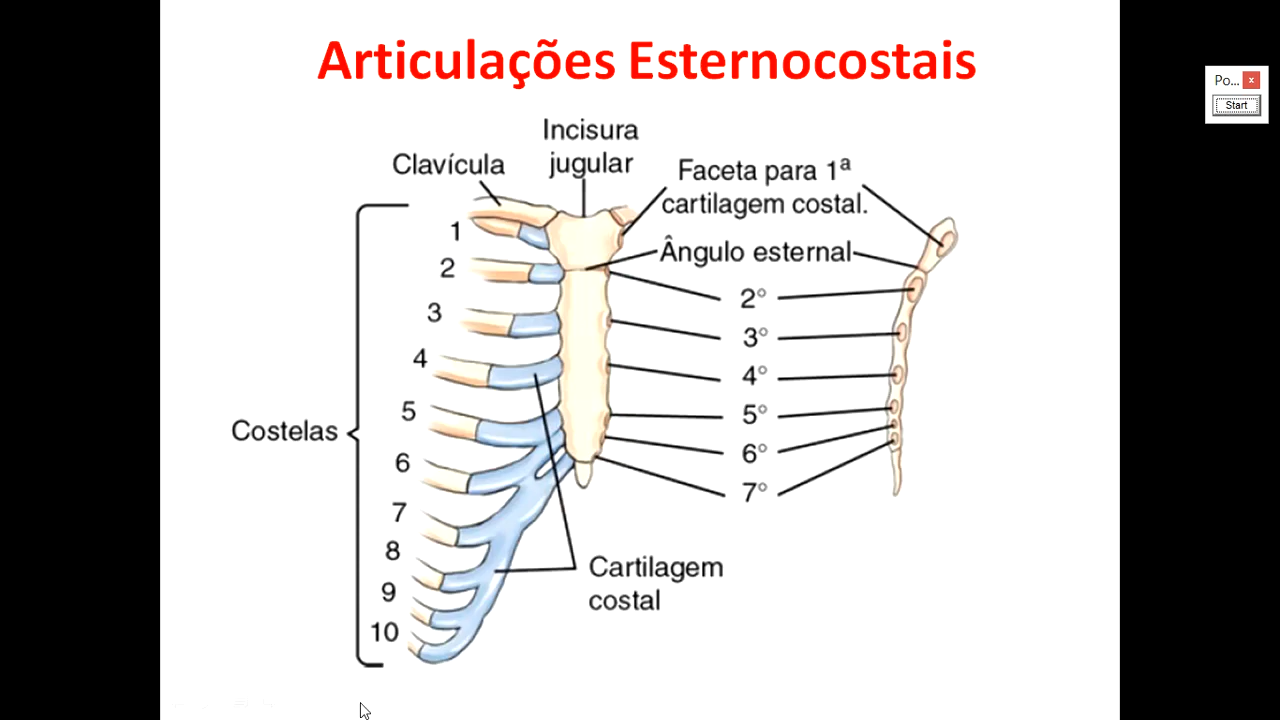 Articulações Esternocostais
Po...
x
Start
Incisura
jugular
Clavícula
Faceta para 1ª
cartilagem costal.
Ângulo esternal
Costelas
1
2
3
4
5
6
7
8
9
10
2°
3°
4°
5°
6°
7°
Cartilagem
costal